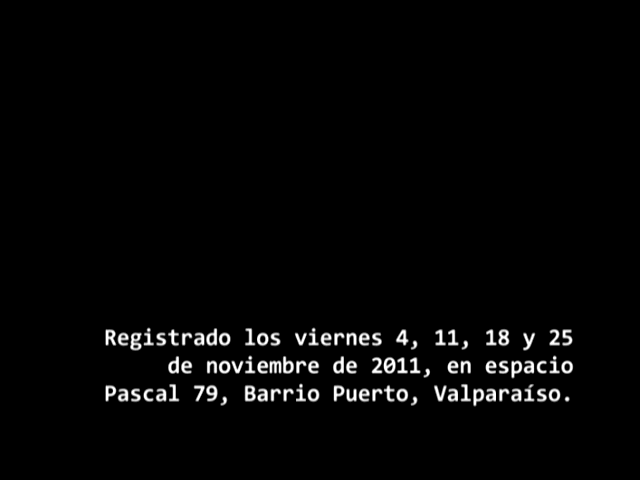 Registrado los viernes 4, 11, 18 y 25
de noviembre de 2011, en espacio
Pascal 79, Barrio Puerto, Valparaíso.